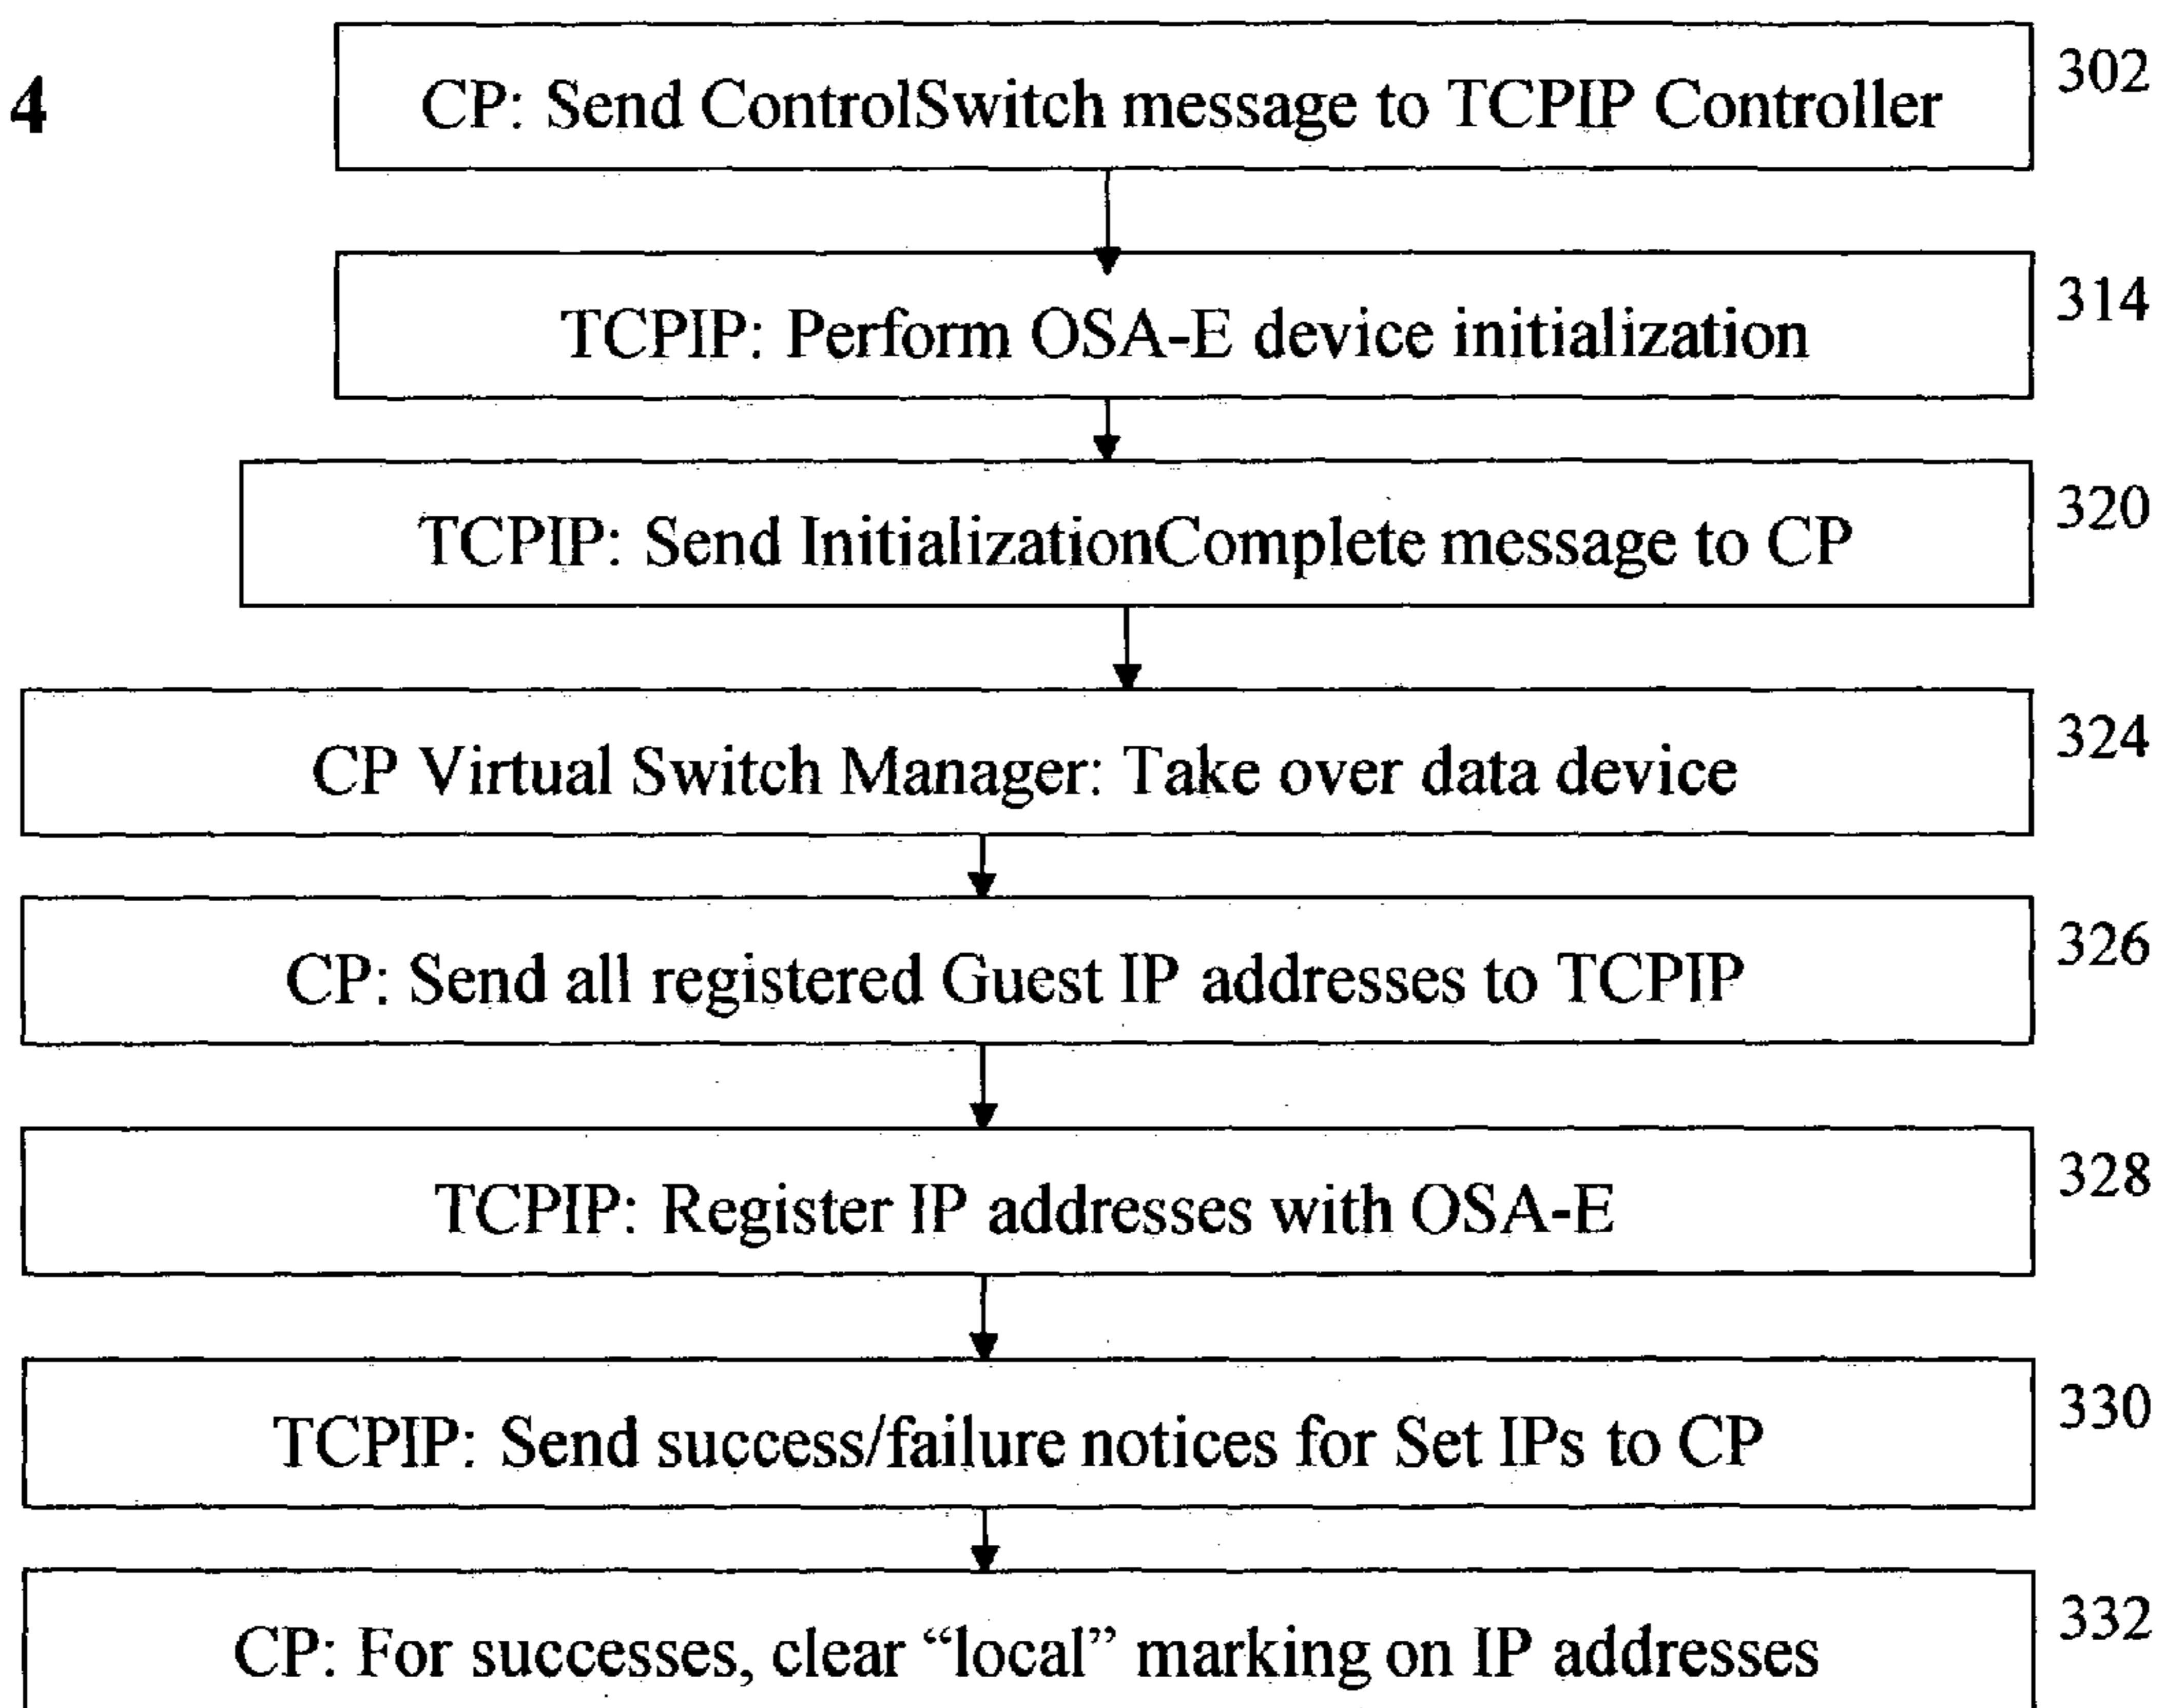 302
4
CP: Send ControlSwitch message to TCPIP Controller
314
TCPIP: Perform OSA-E device initialization
320
TCPIP: Send InitializationComplete message to CP
324
CP Virtual Switch Manager: Take over data device
326
CP: Send all registered Guest IP addresses to TCPIP
328
TCPIP: Register IP addresses with OSA-E
330
TCPIP: Send success/failure notices for Set IPs to CP
332
CP: For successes, clear “local” marking on IP addresses